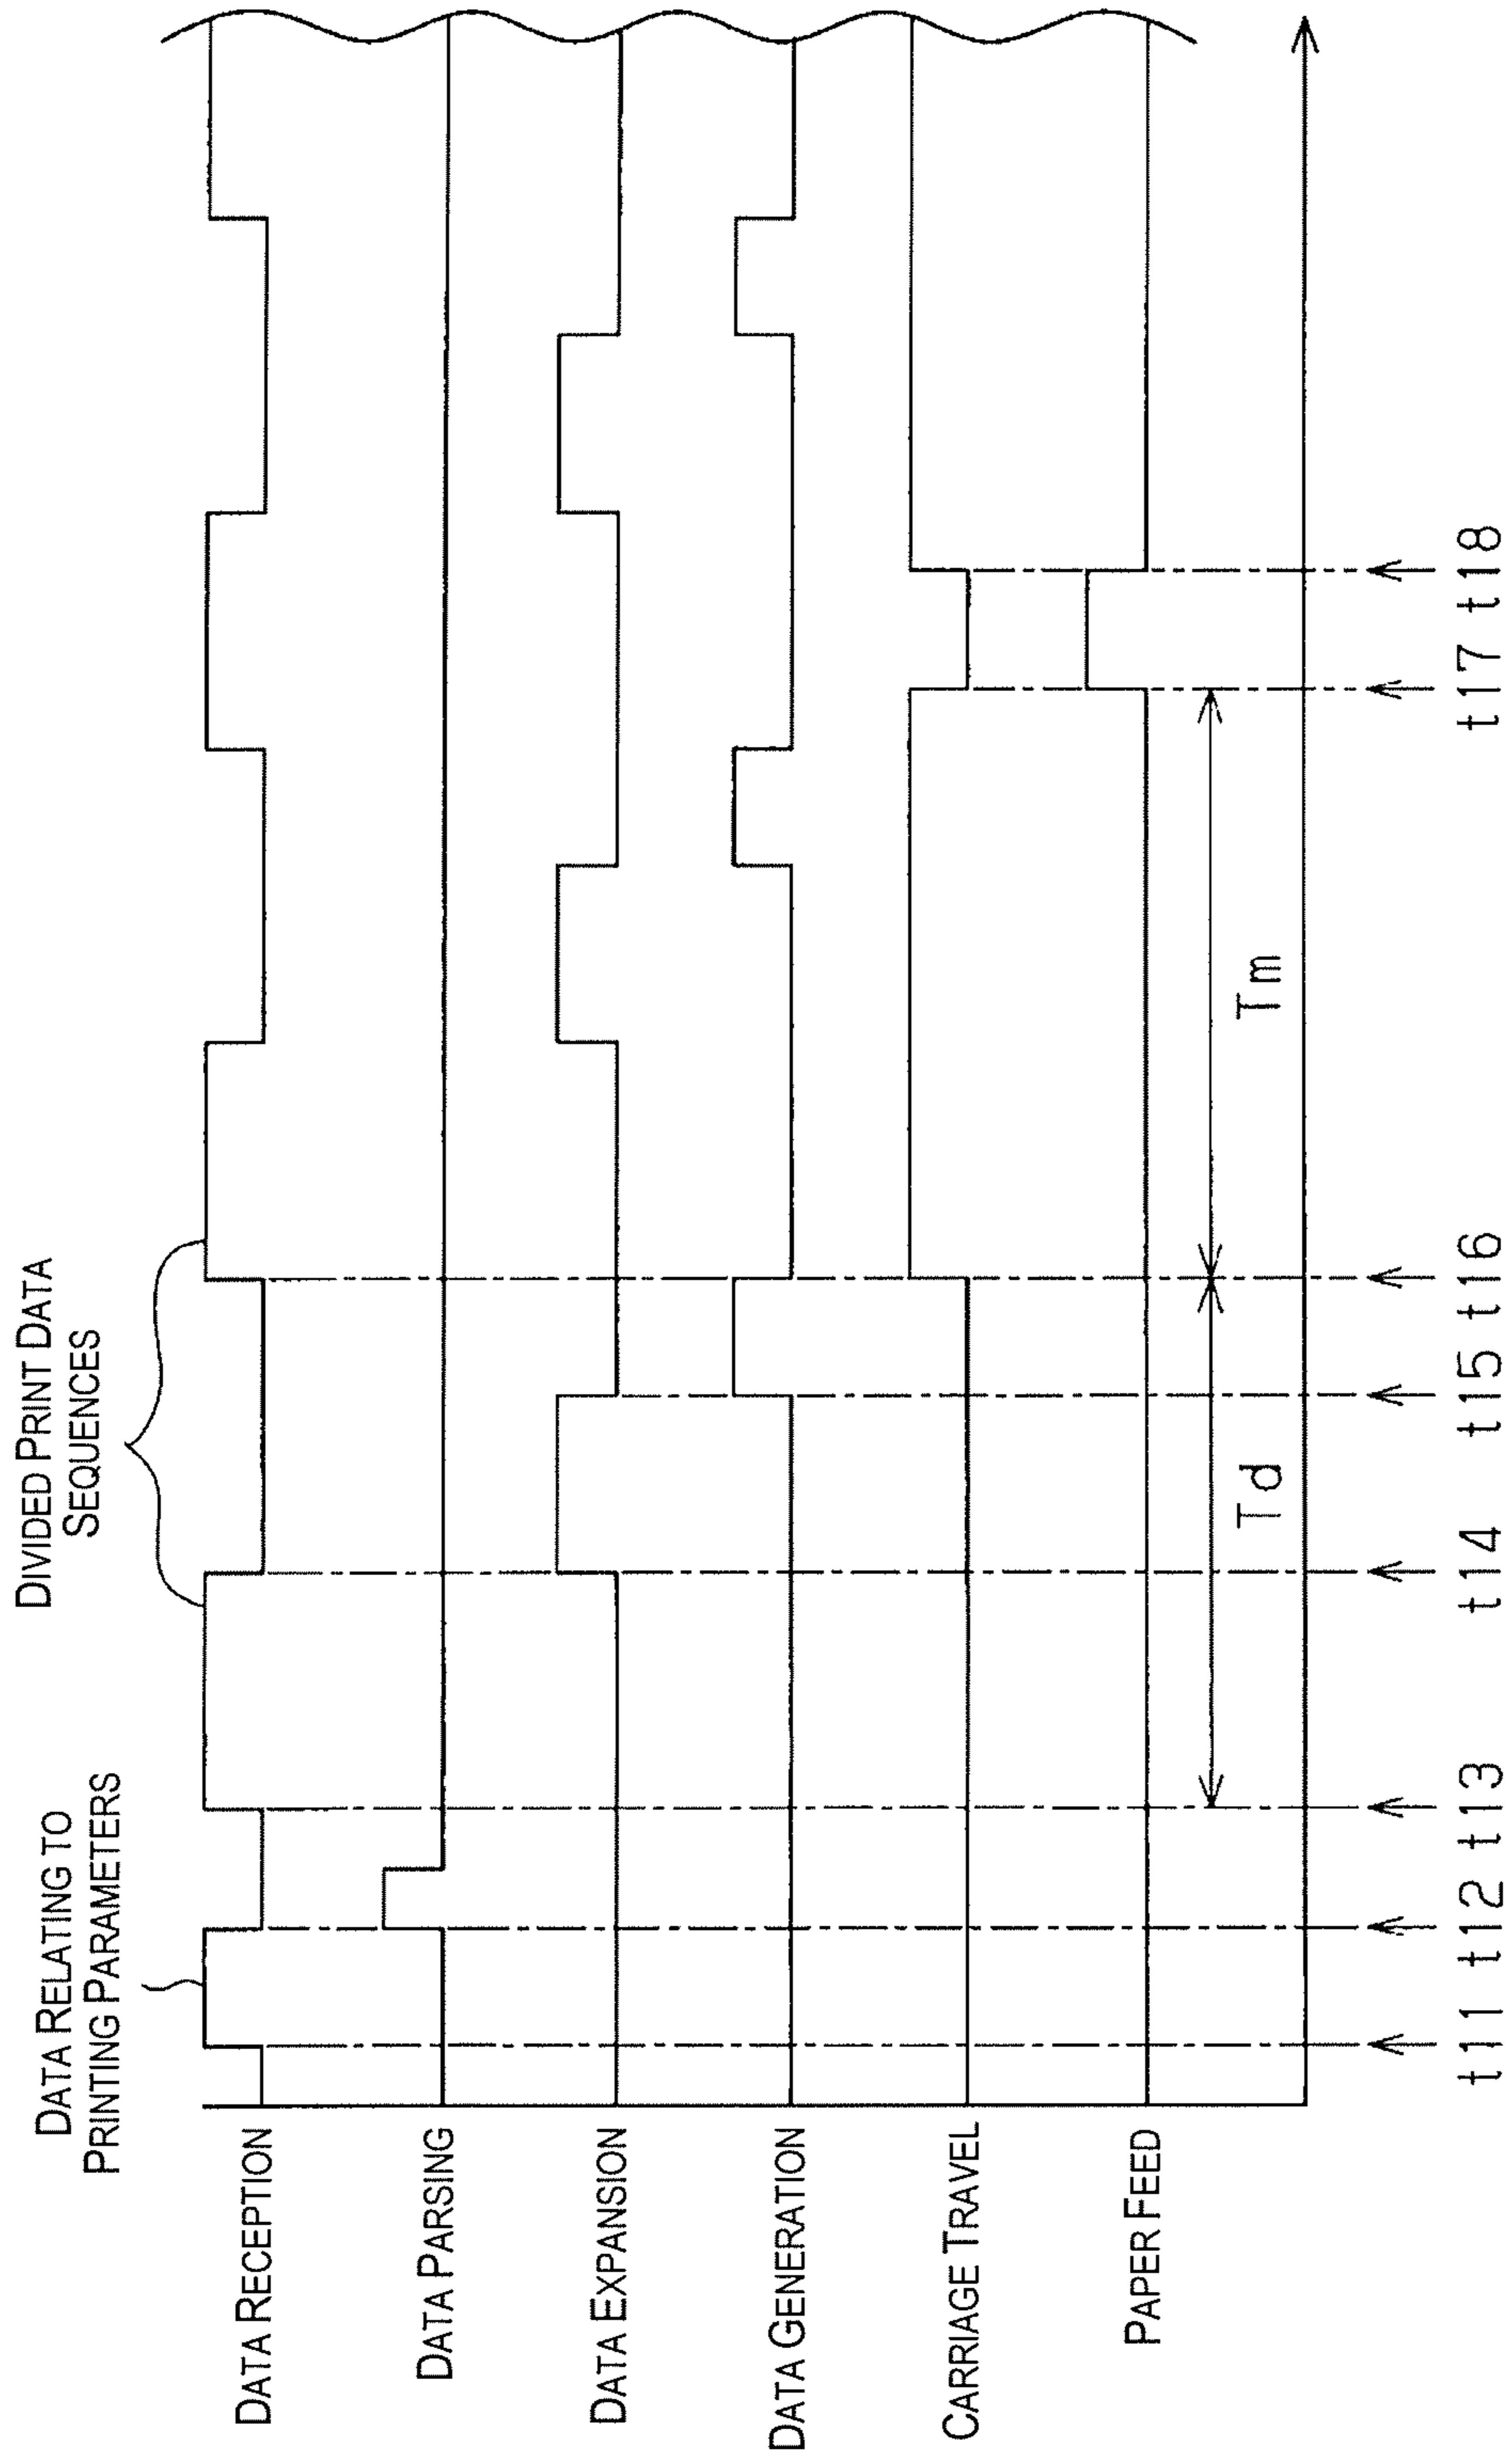 DATA RELATING TO
PRINTING PARAMETERS
DIVIDED PRINT DATA
SEQUENCES
DATA RECEPTION
DATA PARSING
DATA EXPANSION
DATA GENERATION
CARRIAGE TRAVEL
PAPER FEED
Td
Tm
t11 t12 t13 t14 t15 t16 t17 t18